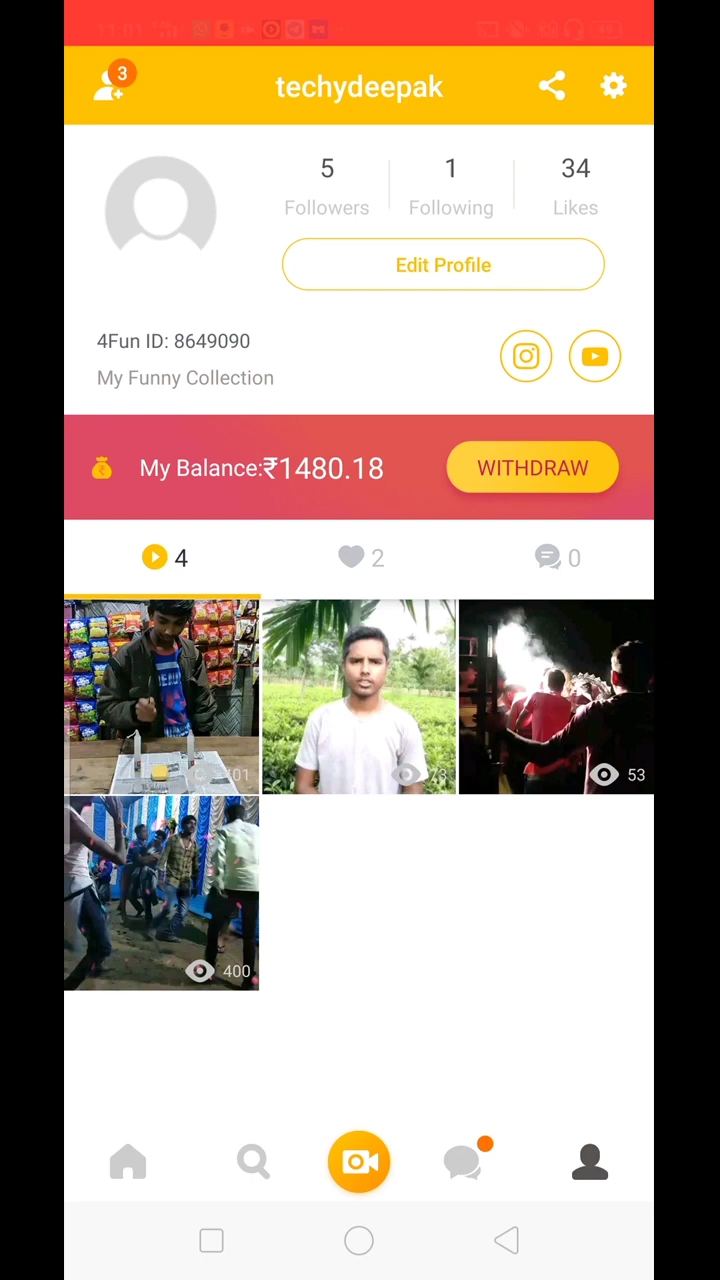 3
techydeepak
5 1 34
Followers Following Likes
Edit Profile
4Fun ID: 8649090
My Funny Collection
My Balance:₹1480.18 WITHDRAW
4 2 0
53
400